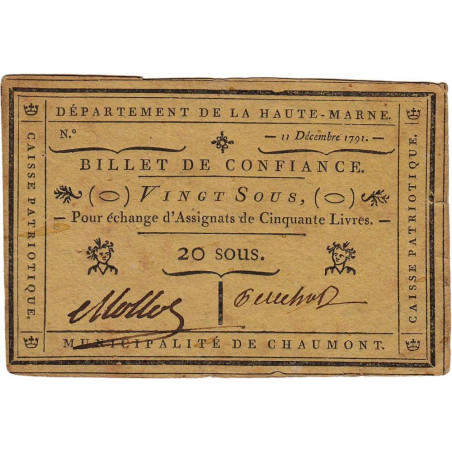 DÉPARTEMENT DE LA HAUTE-MARNE.
N.º — 11 Décembre 1791. —
BILLET DE CONFIANCE.
VINGT SOUS,
— Pour échange d'Assignats de Cinquante Livres. —
20 SOUS.
MUNICIPALITÉ DE CHAUMONT.
CAISSE PATRIOTIQUE.
CAISSE PATRIOTIQUE.